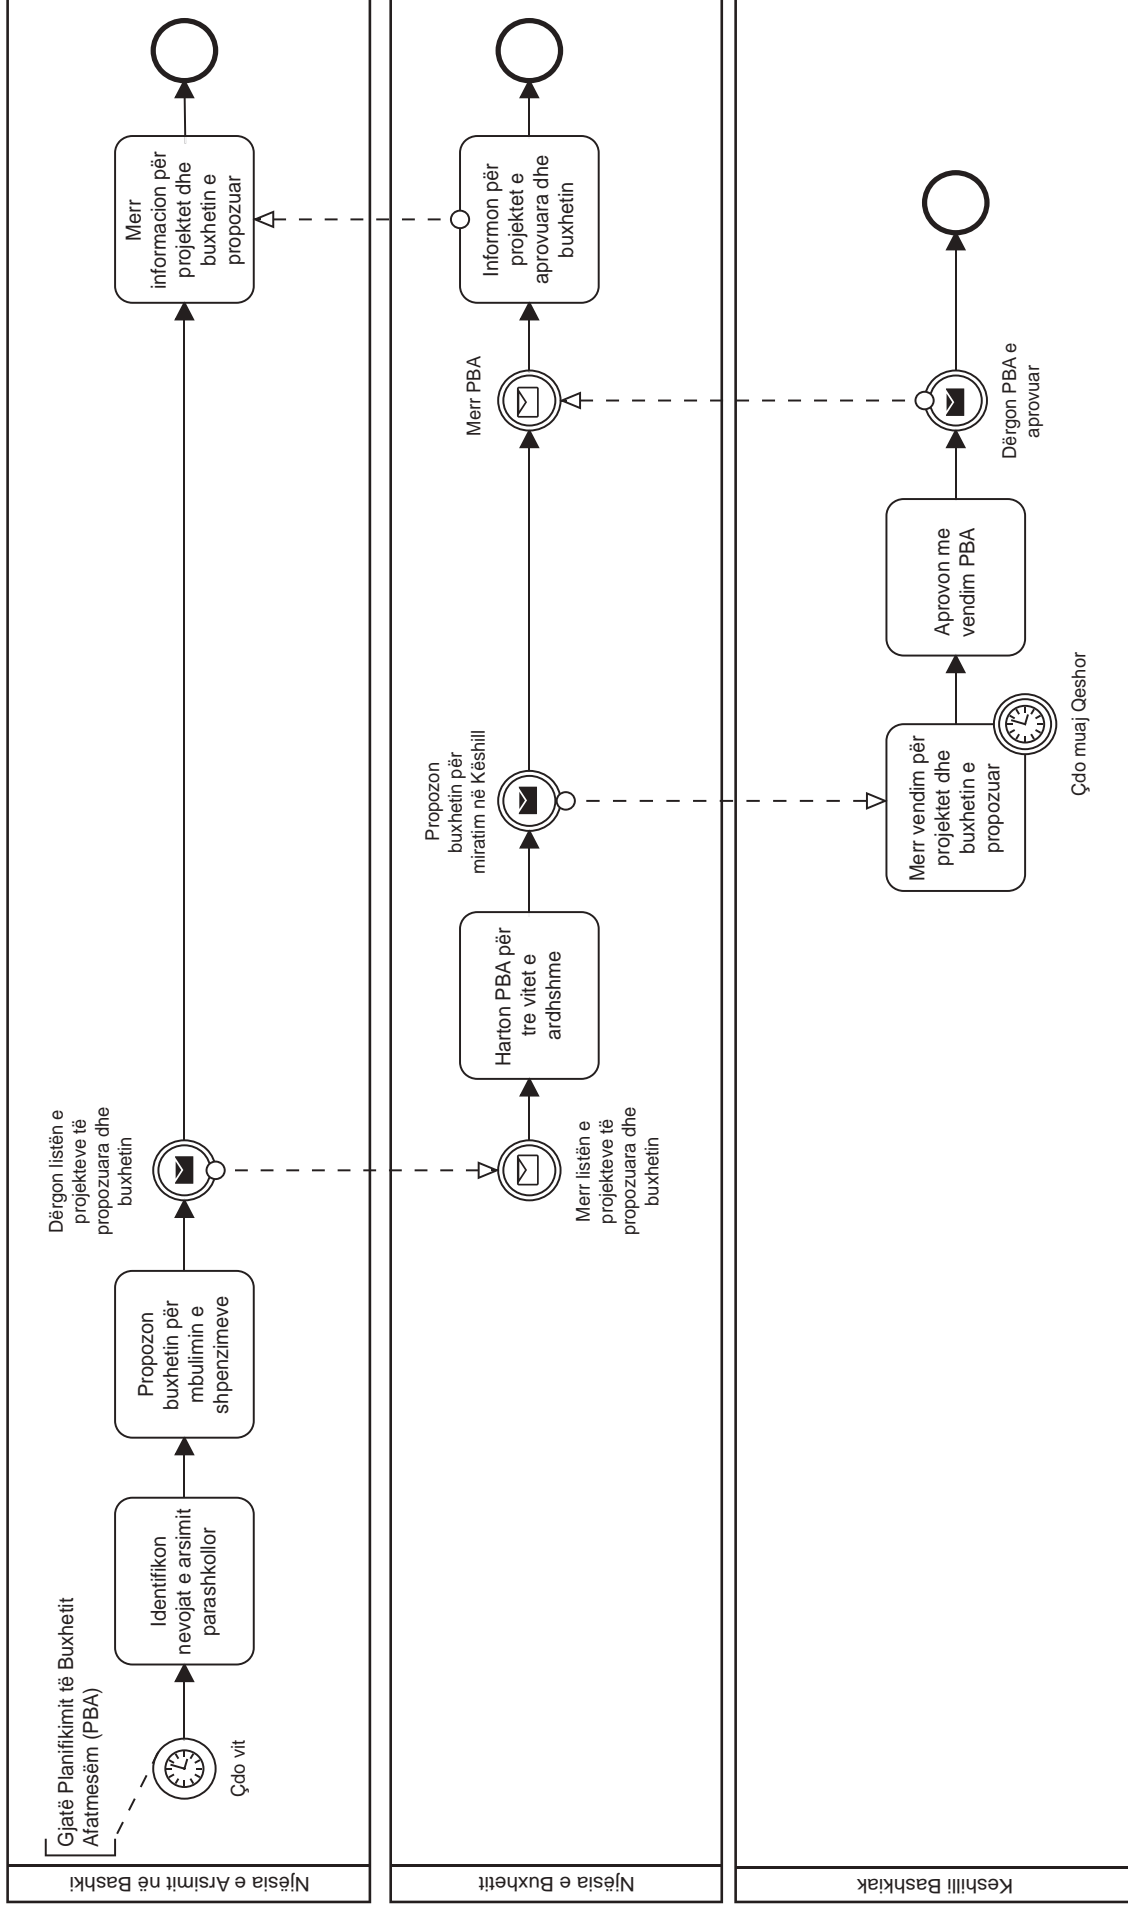 Njësia e Arsimit në Bashki
Gjatë Planifikimit të Buxhetit
Afatmesëm (PBA)
Çdo vit
Identifikon
nevojat e arsimit
parashkollor
Propozon
buxhetin për
mbulimin e
shpenzimeve
Dërgon listën e
projekteve të
propozuara dhe
buxhetin
Merr
informacion për
projektet dhe
buxhetin e
propozuar
Njësia e Buxhetit
Merr listën e
projekteve të
propozuara dhe
buxhetin
Harton PBA për
tre vitet e
ardhshme
Propozon
buxhetin për
miratim në Këshill
Merr PBA
Informon për
projektet e
aprovuara dhe
buxhetin
Keshilli Bashkiak
Merr vendim për
projektet dhe
buxhetin e
propozuar
Çdo muaj Qeshor
Aprovon me
vendim PBA
Dërgon PBA e
aprovuar